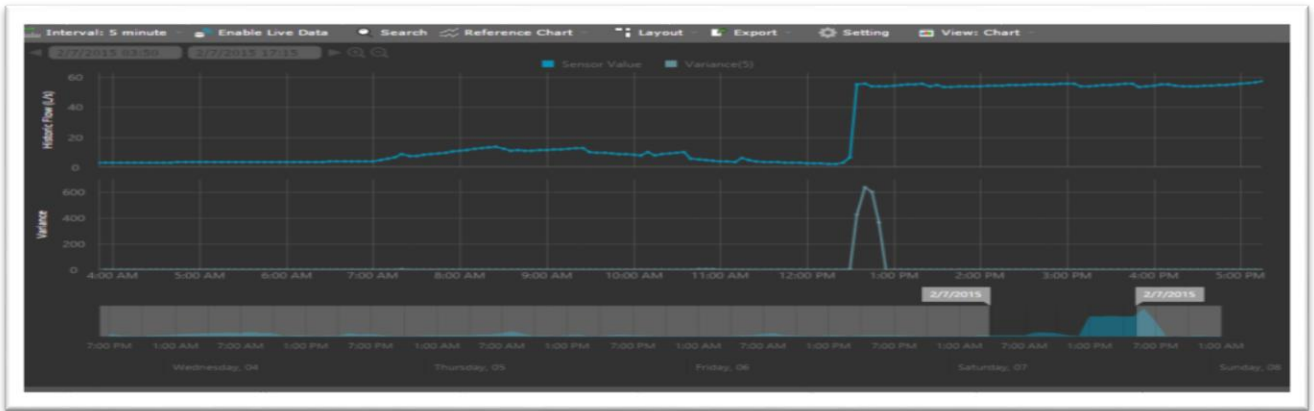 Interval: 5 minute Enable Live Data Search Reference Chart Layout Export Setting View: Chart
2/7/2015 03:50 2/7/2015 17:15
Sensor Value Variance(5)
Historic Flow (L/s)
60
40
20
0
Variance
600
400
200
0
4:00 AM 5:00 AM 6:00 AM 7:00 AM 8:00 AM 9:00 AM 10:00 AM 11:00 AM 12:00 PM 1:00 PM 2:00 PM 3:00 PM 4:00 PM 5:00 PM
2/7/2015 2/7/2015
7:00 PM 1:00 AM 7:00 AM 1:00 PM 7:00 PM 1:00 AM 7:00 AM 1:00 PM 7:00 PM 1:00 AM 7:00 AM 1:00 PM 7:00 PM 1:00 AM 7:00 AM 1:00 PM 7:00 PM 1:00 AM
Wednesday, 04 Thursday, 05 Friday, 06 Saturday, 07 Sunday, 08